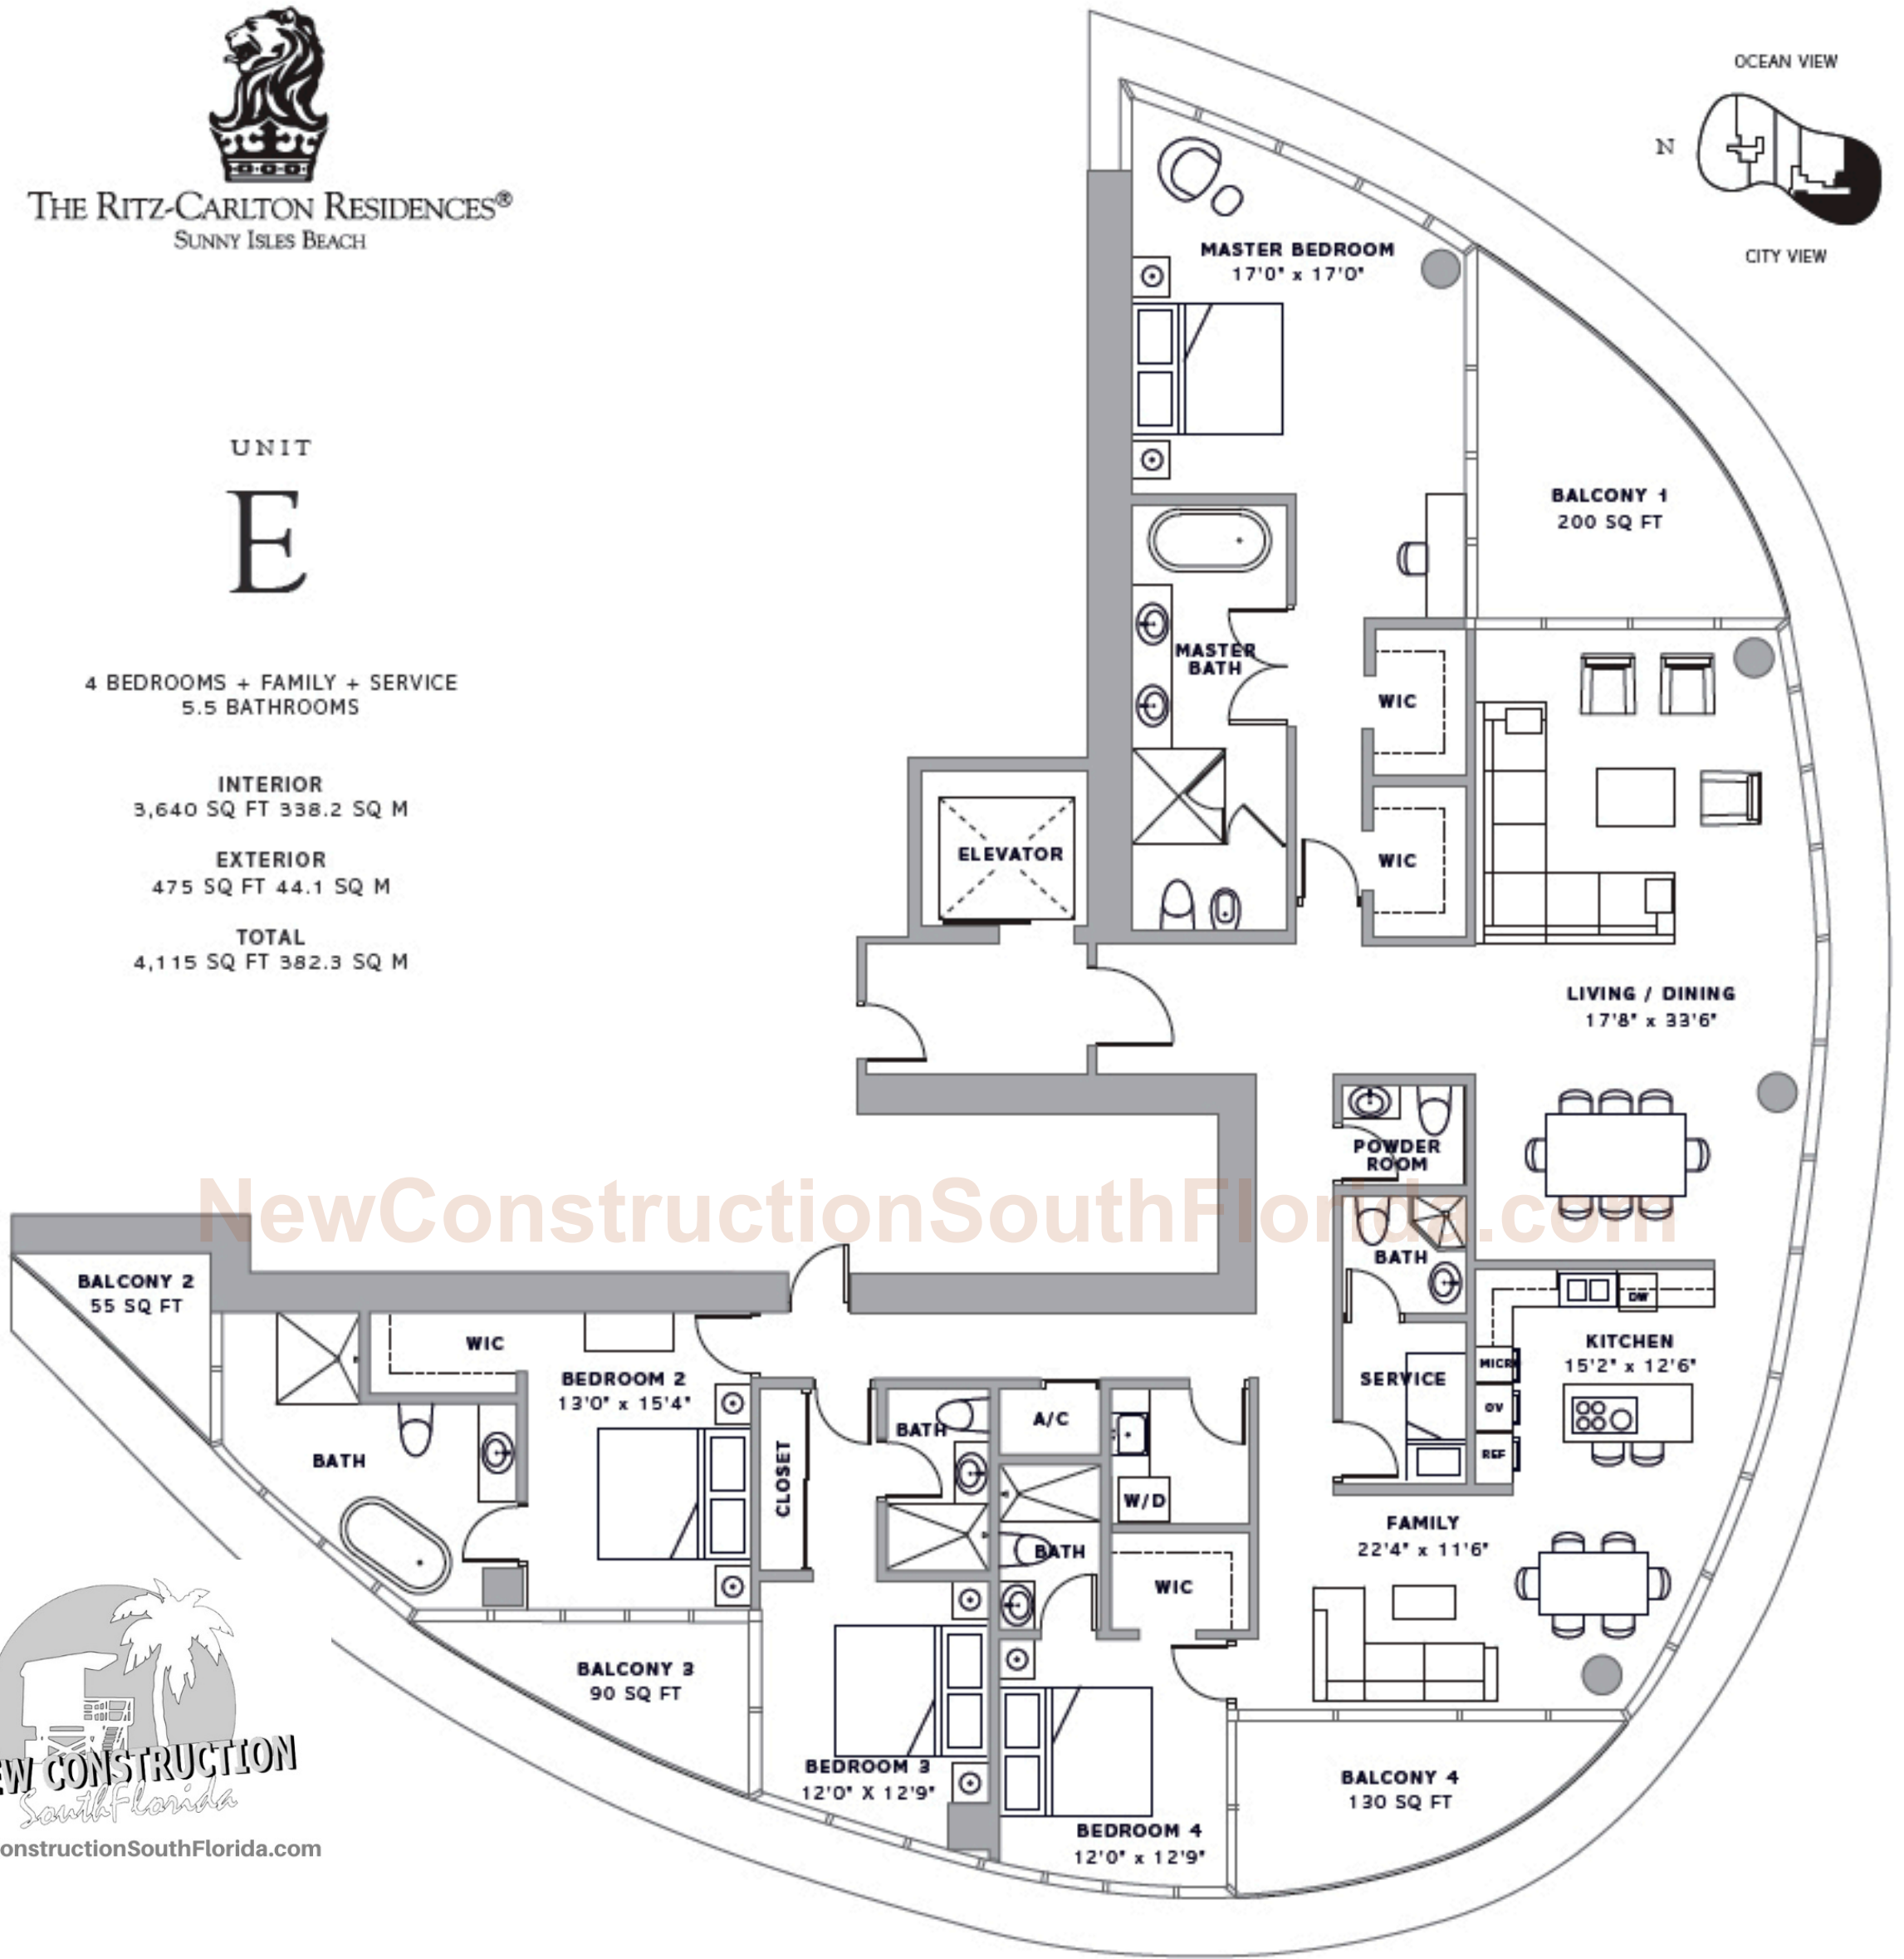 THE RITZ-CARLTON RESIDENCES®
SUNNY ISLES BEACH
OCEAN VIEW
N
CITY VIEW
UNIT
E
4 BEDROOMS + FAMILY + SERVICE
5.5 BATHROOMS
INTERIOR
3,640 SQ FT 338.2 SQ M
EXTERIOR
475 SQ FT 44.1 SQ M
TOTAL
4,115 SQ FT 382.3 SQ M
MASTER BEDROOM
17'0" x 17'0"
BALCONY 1
200 SQ FT
MASTER
BATH
WIC
WIC
ELEVATOR
LIVING / DINING
17'8" x 33'6"
POWDER
ROOM
NewConstructionSouthFlorida.com
BATH
DW
KITCHEN
15'2" x 12'6"
MICR
OV
REF
SERVICE
BALCONY 2
55 SQ FT
WIC
BEDROOM 2
13'0" x 15'4"
BATH
CLOSET
BATH
A/C
W/D
BATH
WIC
FAMILY
22'4" x 11'6"
BALCONY 3
90 SQ FT
BEDROOM 3
12'0" X 12'9"
BEDROOM 4
12'0" x 12'9"
BALCONY 4
130 SQ FT
EW CONSTRUCTION
SouthFlorida
onstructionSouthFlorida.com